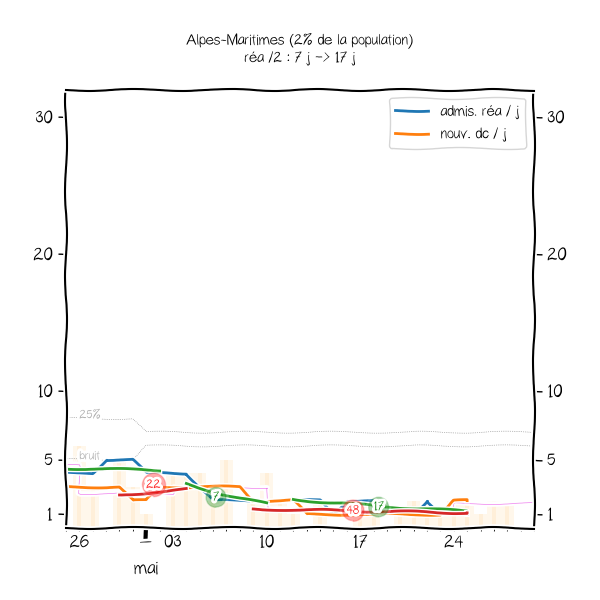 Alpes-Maritimes (2% de la population)
réa /2 : 7 j -> 17 j
admis. réa / j
nouv. dc / j
30 30
20 20
10 10
25%
bruit
5 5
22
7
48
17
1 1
26 03 10 17 24
mai